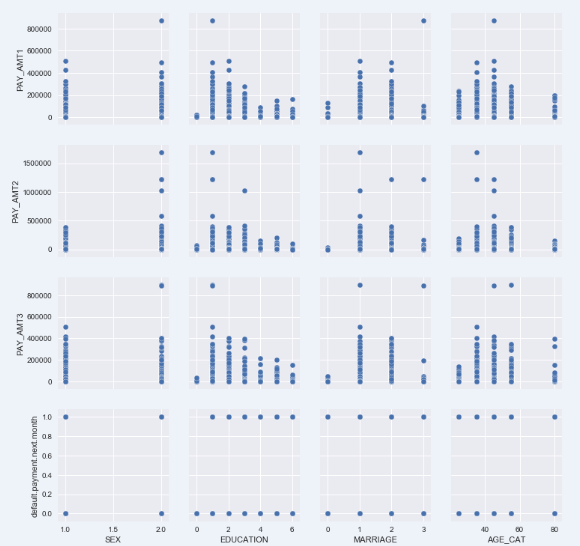 PAY_AMT1
800000
600000
400000
200000
0
PAY_AMT2
1500000
1000000
500000
0
PAY_AMT3
800000
600000
400000
200000
0
default.payment.next.month
1.0
0.8
0.6
0.4
0.2
0.0
1.0 1.5 2.0
SEX
0 2 4 6
EDUCATION
0 1 2 3
MARRIAGE
40 60 80
AGE_CAT